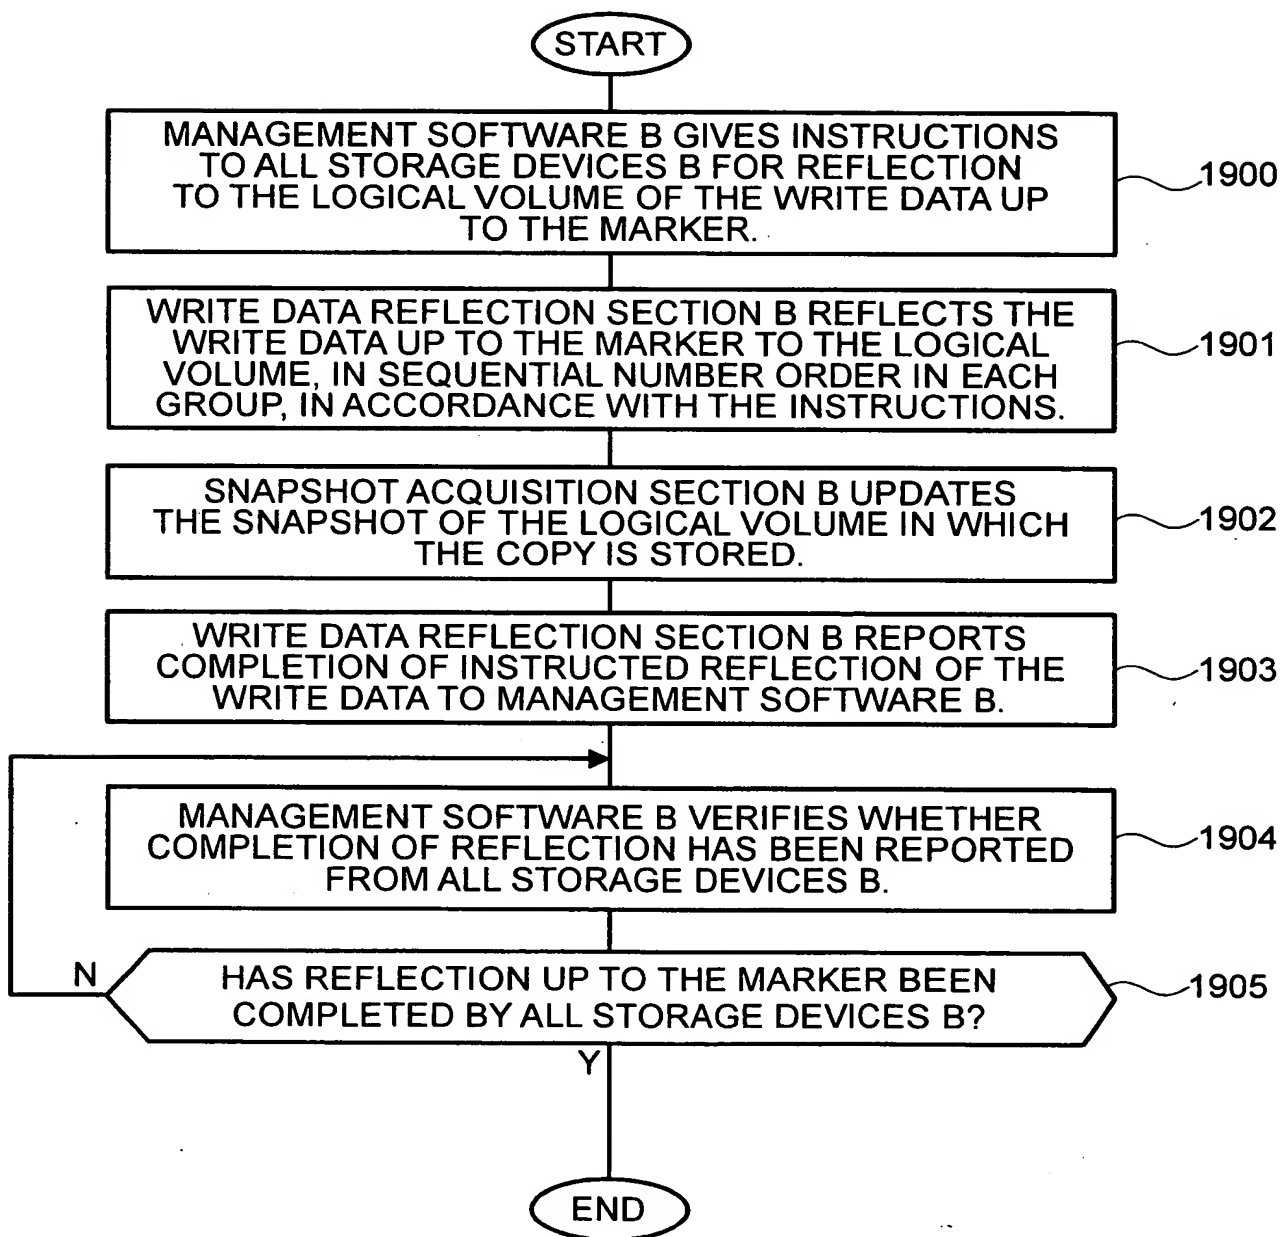 START
MANAGEMENT SOFTWARE B GIVES INSTRUCTIONS
TO ALL STORAGE DEVICES B FOR REFLECTION
TO THE LOGICAL VOLUME OF THE WRITE DATA UP
TO THE MARKER.
1900
WRITE DATA REFLECTION SECTION B REFLECTS THE
WRITE DATA UP TO THE MARKER TO THE LOGICAL
VOLUME, IN SEQUENTIAL NUMBER ORDER IN EACH
GROUP, IN ACCORDANCE WITH THE INSTRUCTIONS.
1901
SNAPSHOT ACQUISITION SECTION B UPDATES
THE SNAPSHOT OF THE LOGICAL VOLUME IN WHICH
THE COPY IS STORED.
1902
WRITE DATA REFLECTION SECTION B REPORTS
COMPLETION OF INSTRUCTED REFLECTION OF THE
WRITE DATA TO MANAGEMENT SOFTWARE B.
1903
MANAGEMENT SOFTWARE B VERIFIES WHETHER
COMPLETION OF REFLECTION HAS BEEN REPORTED
FROM ALL STORAGE DEVICES B.
1904
N
HAS REFLECTION UP TO THE MARKER BEEN
COMPLETED BY ALL STORAGE DEVICES B?
1905
Y
END